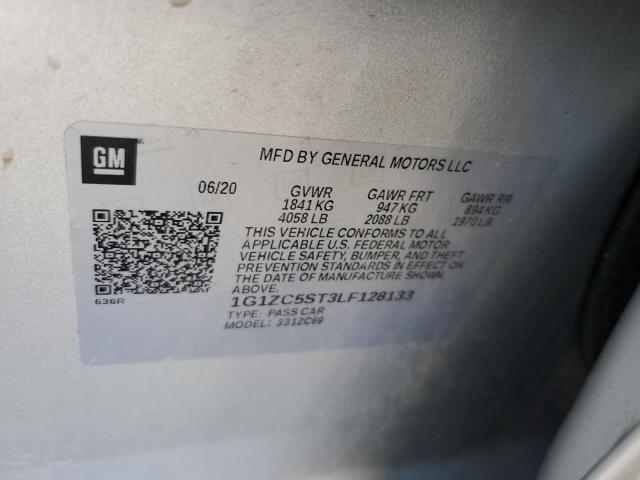 GM
MFD BY GENERAL MOTORS LLC
06/20 GVWR GAWR FRT GAWR RR
1841 KG 947 KG 894 KG
4058 LB 2088 LB 1970 LB
THIS VEHICLE CONFORMS TO ALL
APPLICABLE U.S. FEDERAL MOTOR
VEHICLE SAFETY, BUMPER, AND THEFT
PREVENTION STANDARDS IN EFFECT ON
THE DATE OF MANUFACTURE SHOWN
ABOVE.
636R
1G1ZC5ST3LF128133
TYPE: PASS CAR
MODEL: 331ZC69